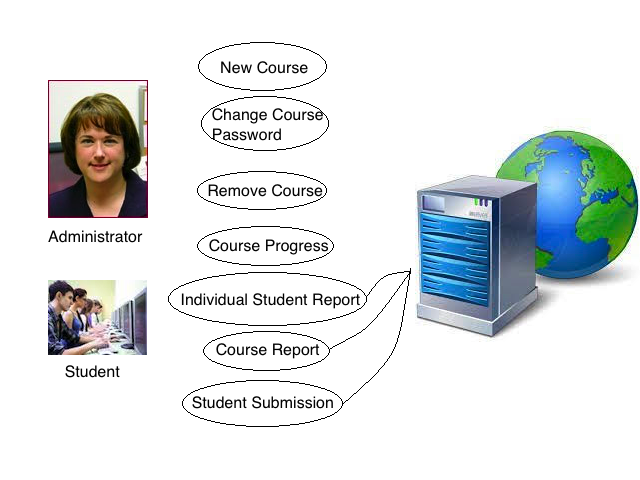 New Course
Change Course
Password
Remove Course
Administrator
Course Progress
Individual Student Report
Course Report
Student
Student Submission